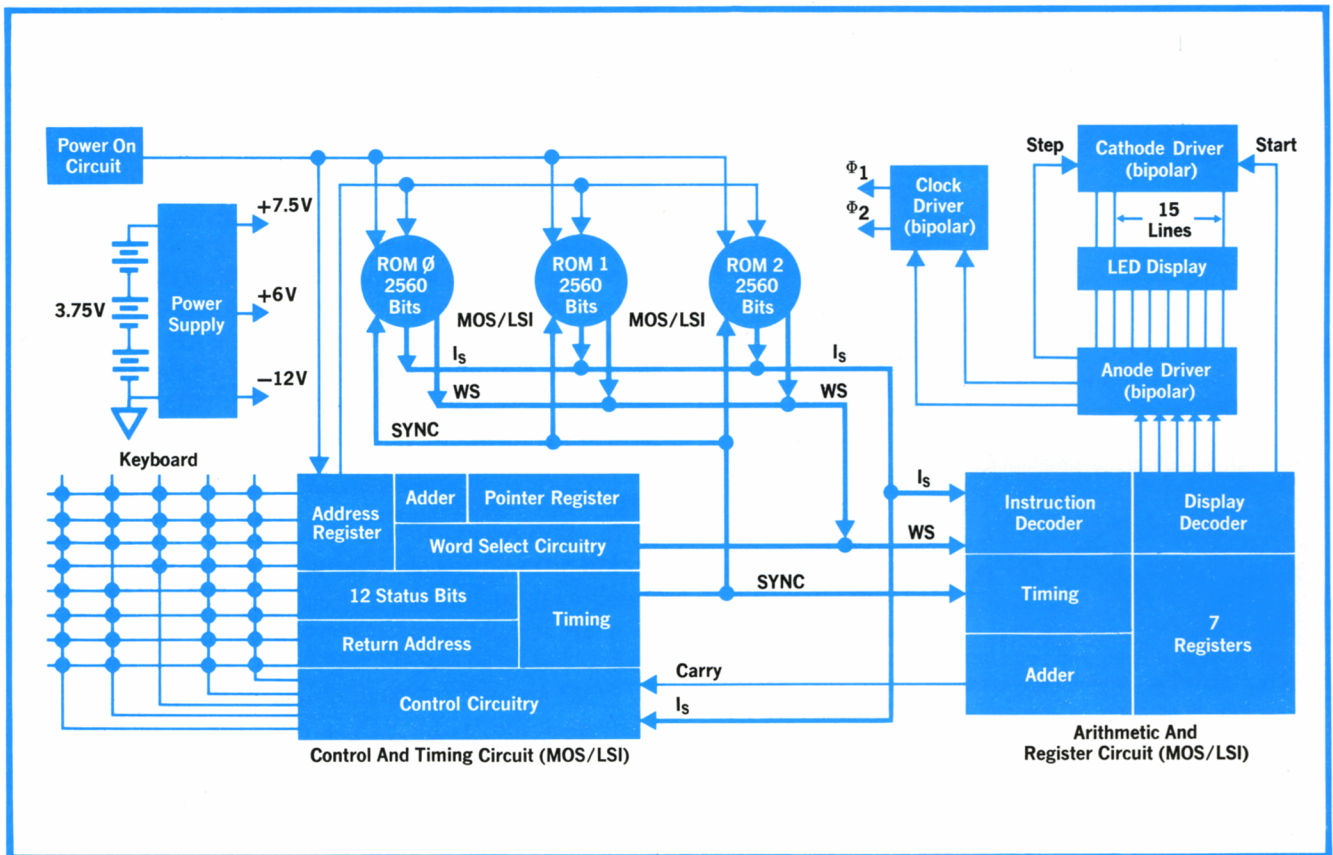 Power On
Circuit
3.75V
Power
Supply
+7.5V
+6V
−12V
ROM Ø
2560
Bits
MOS/LSI
ROM 1
2560
Bits
MOS/LSI
ROM 2
2560
Bits
IS
IS
WS
WS
SYNC
Φ1
Φ2
Clock
Driver
(bipolar)
Step
Cathode Driver
(bipolar)
Start
15
Lines
LED Display
Anode Driver
(bipolar)
Keyboard
Address
Register
Adder
Pointer Register
Word Select Circuitry
12 Status Bits
Return Address
Timing
Control Circuitry
Control And Timing Circuit (MOS/LSI)
IS
WS
SYNC
Carry
IS
Instruction
Decoder
Display
Decoder
Timing
Adder
7
Registers
Arithmetic And
Register Circuit (MOS/LSI)